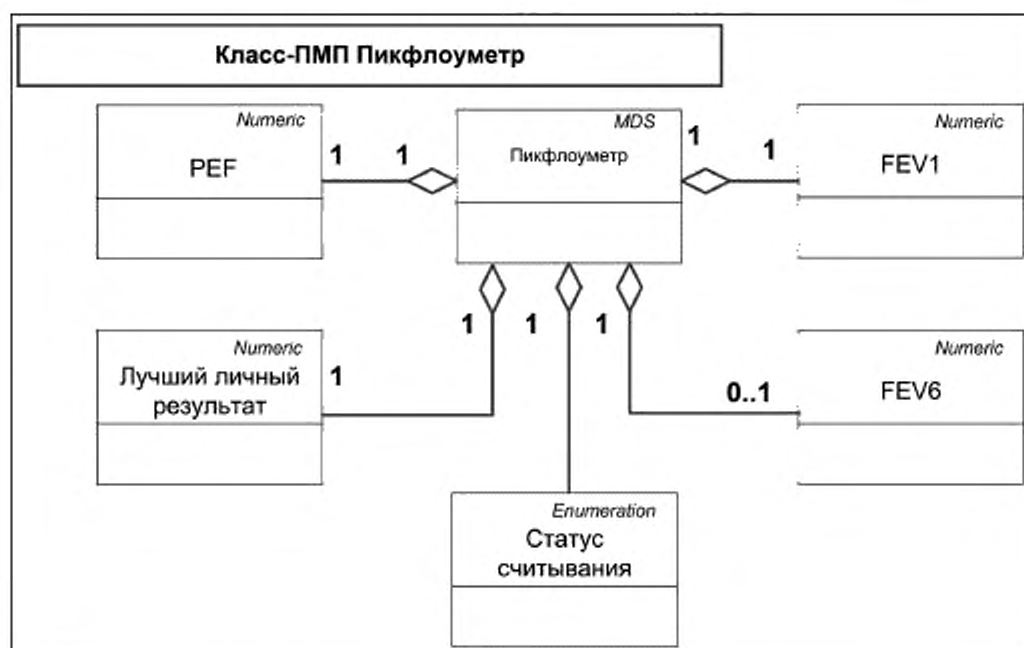 Класс-ПМП Пикфлоуметр
Numeric
PEF
1
1
MDS
Пикфлоуметр
1
1
Numeric
FEV1
Numeric
Лучший личный
результат
1
1
1
1
0..1
Numeric
FEV6
Enumeration
Статус
считывания